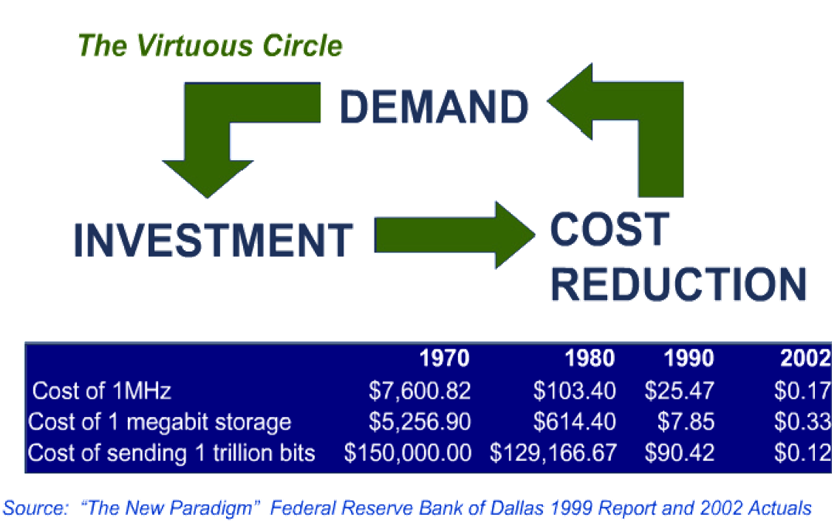 The Virtuous Circle
DEMAND
INVESTMENT
COST
REDUCTION
1970 1980 1990 2002
Cost of 1MHz $7,600.82 $103.40 $25.47 $0.17
Cost of 1 megabit storage $5,256.90 $614.40 $7.85 $0.33
Cost of sending 1 trillion bits $150,000.00 $129,166.67 $90.42 $0.12
Source: “The New Paradigm” Federal Reserve Bank of Dallas 1999 Report and 2002 Actuals